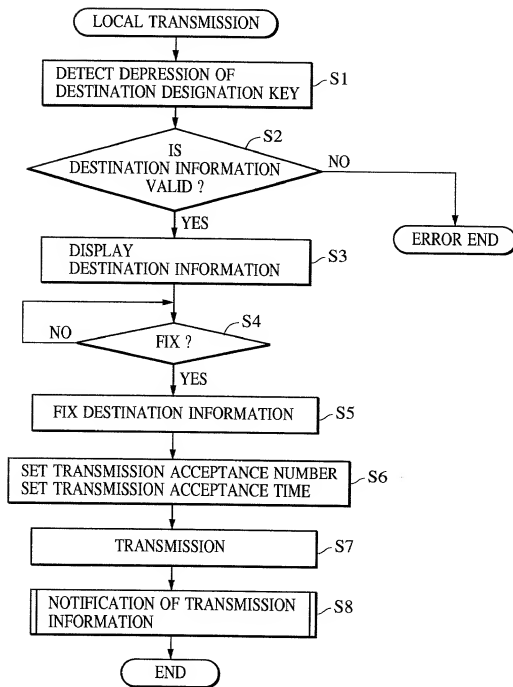 LOCAL TRANSMISSION
DETECT DEPRESSION OF
DESTINATION DESIGNATION KEY
S1
S2
IS
DESTINATION INFORMATION
VALID ?
NO
YES
ERROR END
DISPLAY
DESTINATION INFORMATION
S3
S4
NO
FIX ?
YES
FIX DESTINATION INFORMATION
S5
SET TRANSMISSION ACCEPTANCE NUMBER
SET TRANSMISSION ACCEPTANCE TIME
S6
TRANSMISSION
S7
NOTIFICATION OF TRANSMISSION
INFORMATION
S8
END